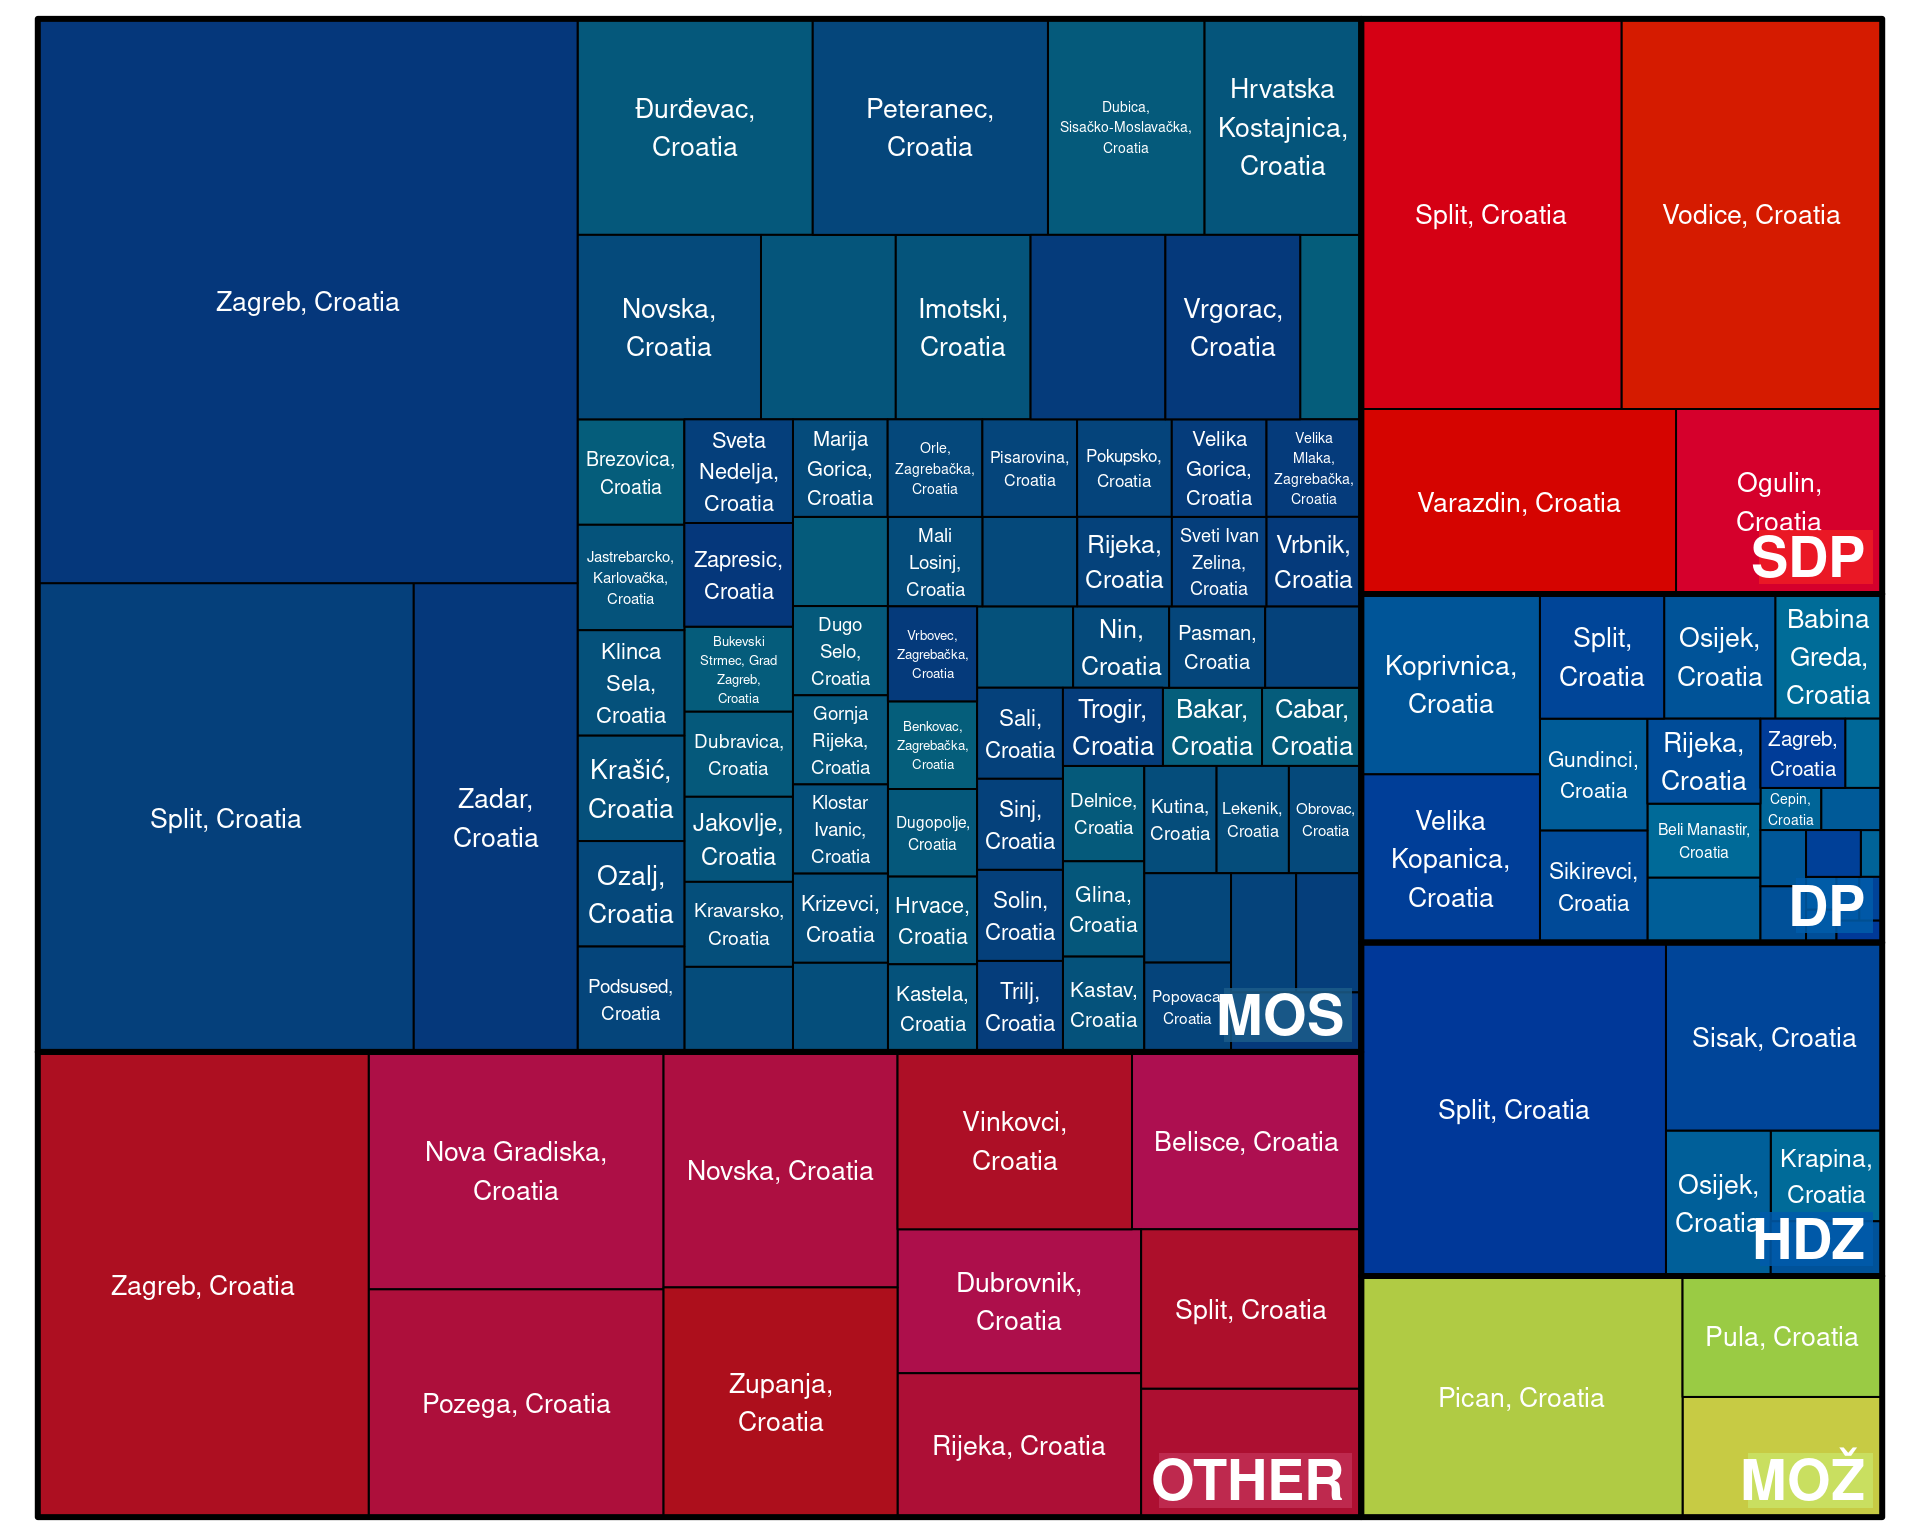 Zagreb, Croatia
Split, Croatia
Zadar,
Croatia
Đurđevac,
Croatia
Peteranec,
Croatia
Dubica,
Sisačko-Moslavačka,
Croatia
Hrvatska
Kostajnica,
Croatia
Novska,
Croatia
Imotski,
Croatia
Vrgorac,
Croatia
Brezovica,
Croatia
Jastrebarcko,
Karlovačka,
Croatia
Klinca
Sela,
Croatia
Krašić,
Croatia
Ozalj,
Croatia
Podsused,
Croatia
Sveta
Nedelja,
Croatia
Zapresic,
Croatia
Bukevski
Strmec, Grad
Zagreb,
Croatia
Dubravica,
Croatia
Jakovlje,
Croatia
Kravarsko,
Croatia
Marija
Gorica,
Croatia
Dugo
Selo,
Croatia
Gornja
Rijeka,
Croatia
Klostar
Ivanic,
Croatia
Krizevci,
Croatia
Orle,
Zagrebačka,
Croatia
Pisarovina,
Croatia
Pokupsko,
Croatia
Velika
Gorica,
Croatia
Velika
Mlaka,
Zagrebačka,
Croatia
Mali
Losinj,
Croatia
Rijeka,
Croatia
Sveti Ivan
Zelina,
Croatia
Vrbnik,
Croatia
Vrbovec,
Zagrebačka,
Croatia
Benkovac,
Zagrebačka,
Croatia
Dugopolje,
Croatia
Hrvace,
Croatia
Kastela,
Croatia
Nin,
Croatia
Pasman,
Croatia
Sali,
Croatia
Sinj,
Croatia
Solin,
Croatia
Trilj,
Croatia
Trogir,
Croatia
Bakar,
Croatia
Cabar,
Croatia
Delnice,
Croatia
Glina,
Croatia
Kastav,
Croatia
Kutina,
Croatia
Lekenik,
Croatia
Obrovac,
Croatia
Popovaca,
Croatia
MOS
Zagreb, Croatia
Nova Gradiska,
Croatia
Pozega, Croatia
Novska, Croatia
Zupanja,
Croatia
Vinkovci,
Croatia
Belisce, Croatia
Dubrovnik,
Croatia
Rijeka, Croatia
Split, Croatia
OTHER
Split, Croatia
Vodice, Croatia
Varazdin, Croatia
Ogulin,
Croatia
SDP
Koprivnica,
Croatia
Velika
Kopanica,
Croatia
Split,
Croatia
Osijek,
Croatia
Babina
Greda,
Croatia
Gundinci,
Croatia
Sikirevci,
Croatia
Rijeka,
Croatia
Beli Manastir,
Croatia
Zagreb,
Croatia
Cepin,
Croatia
DP
Split, Croatia
Sisak, Croatia
Osijek,
Croatia
Krapina,
Croatia
HDZ
Pican, Croatia
Pula, Croatia
MOŽ